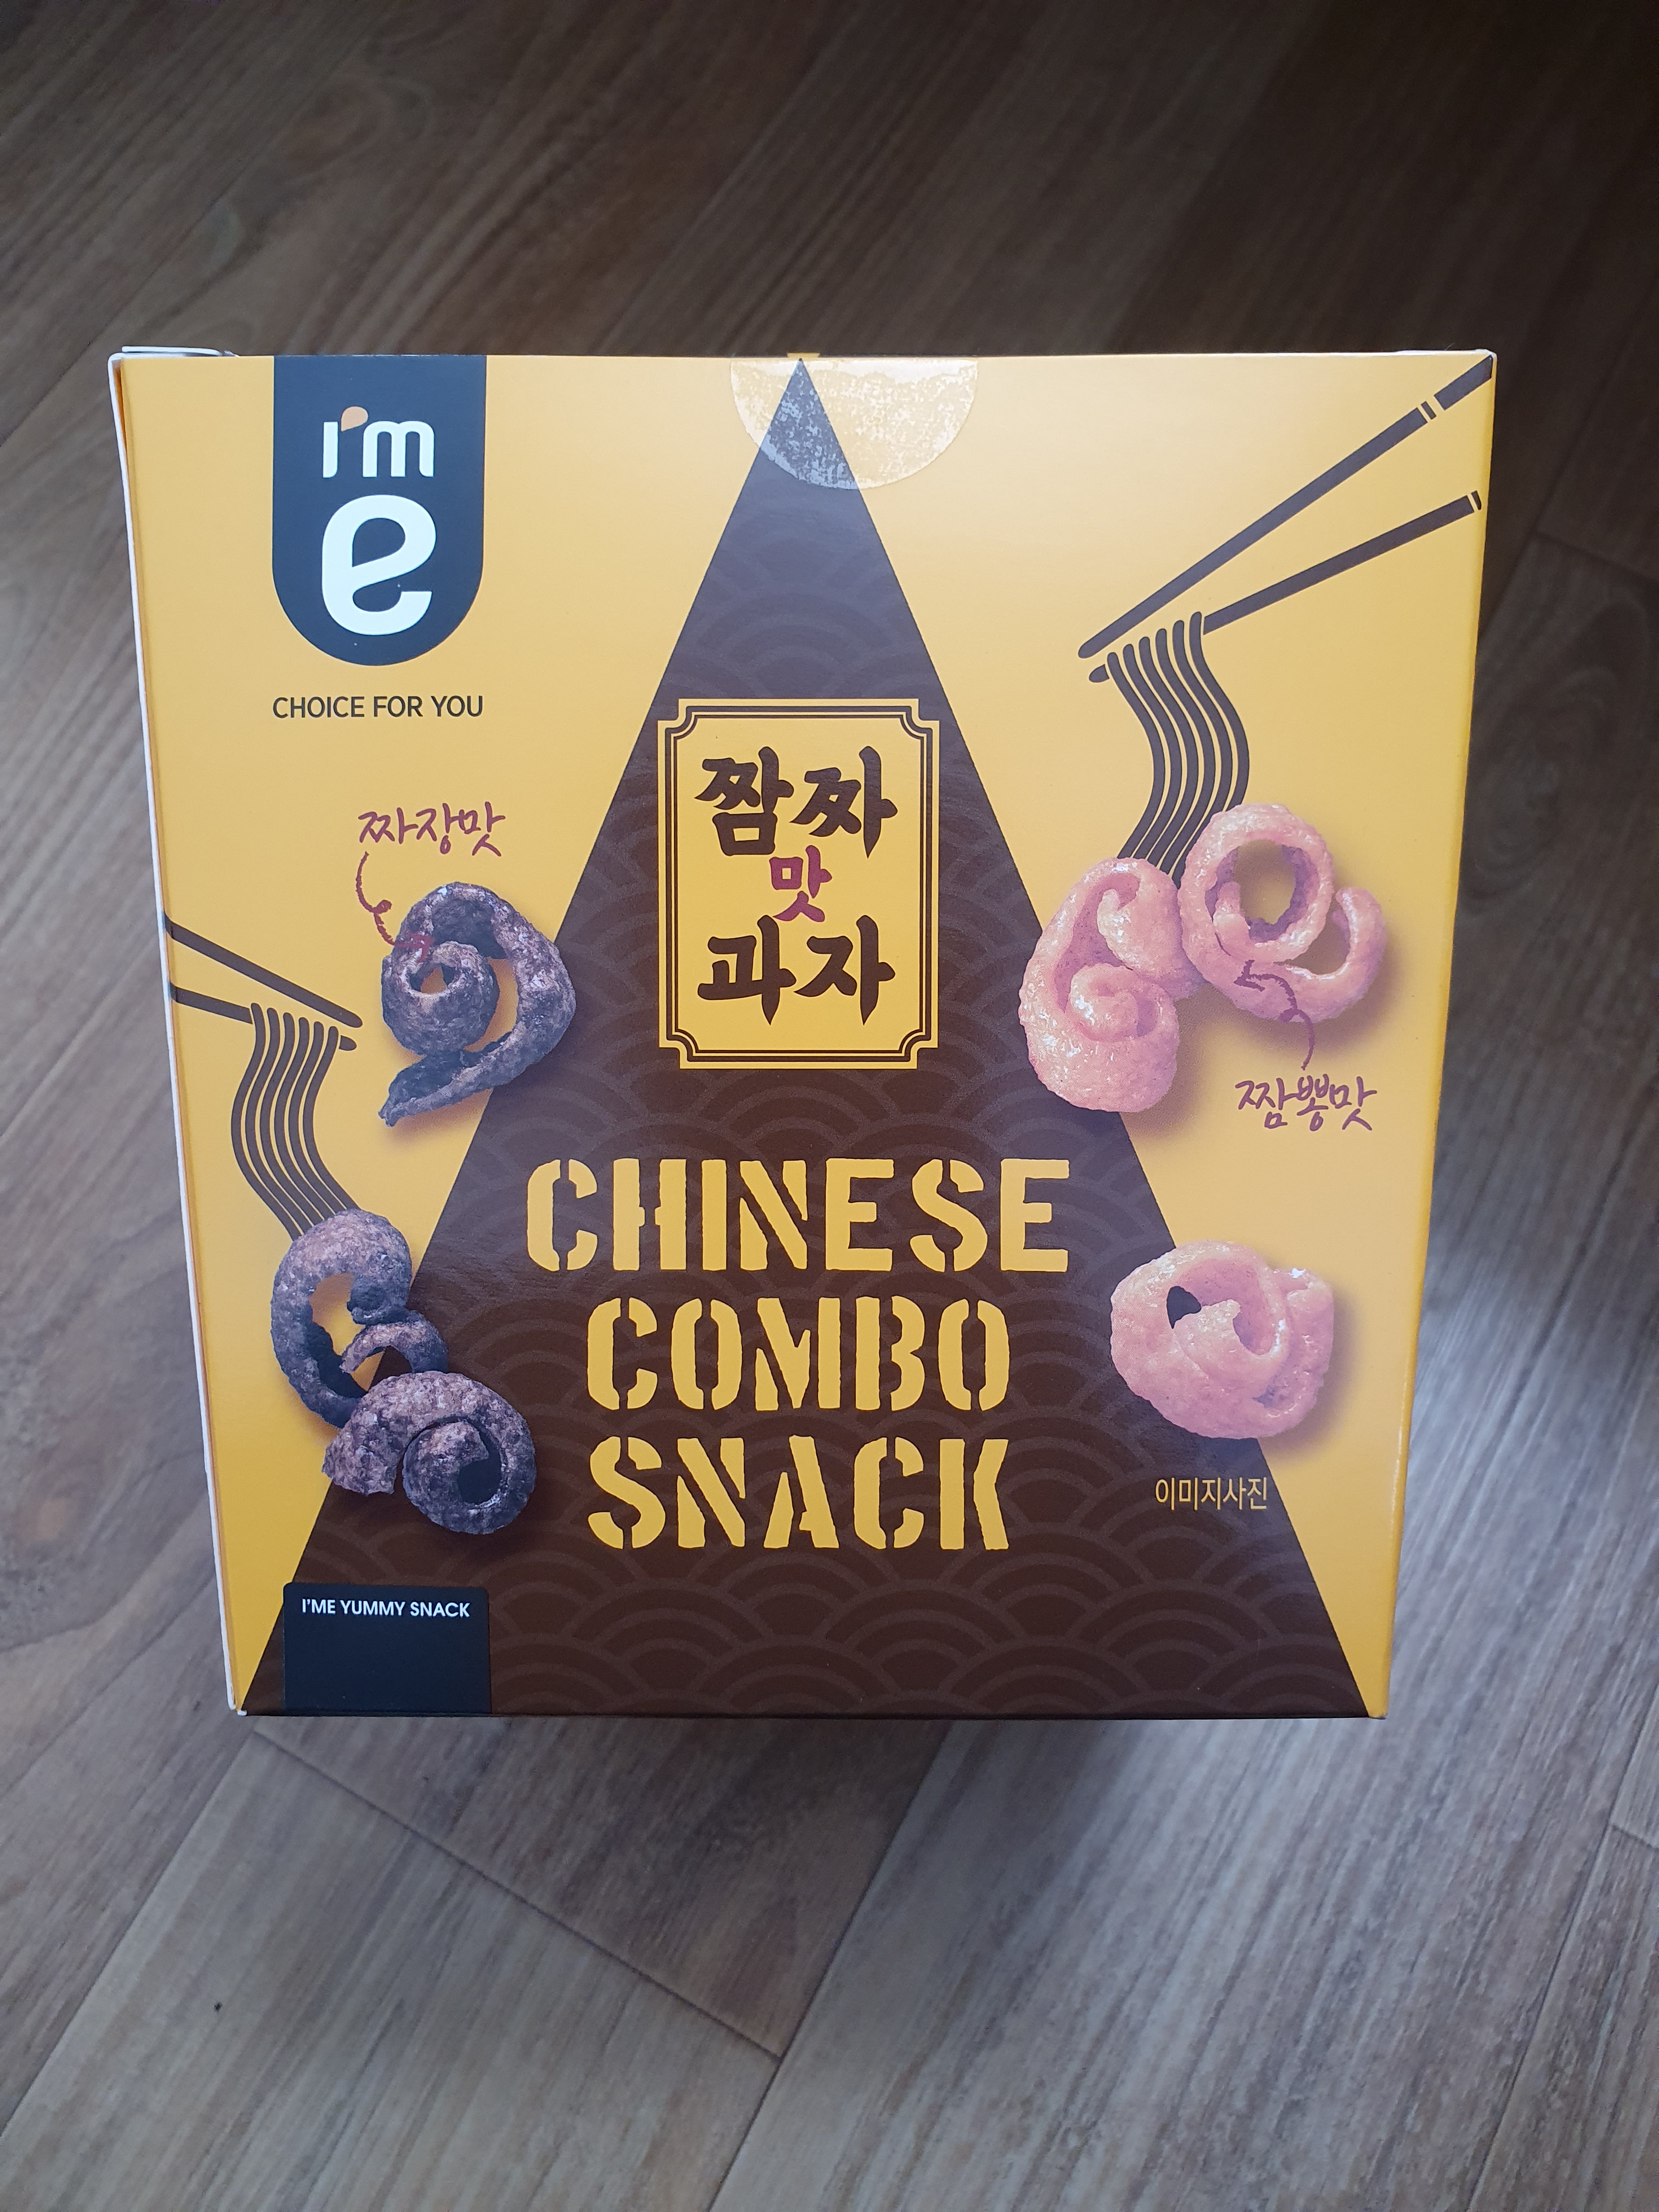 I'm
e
CHOICE FOR YOU
짜장맛
짬짜
맛
과자
짬뽕맛
CHINESE
COMBO
SNACK
이미지사진
I'ME YUMMY SNACK